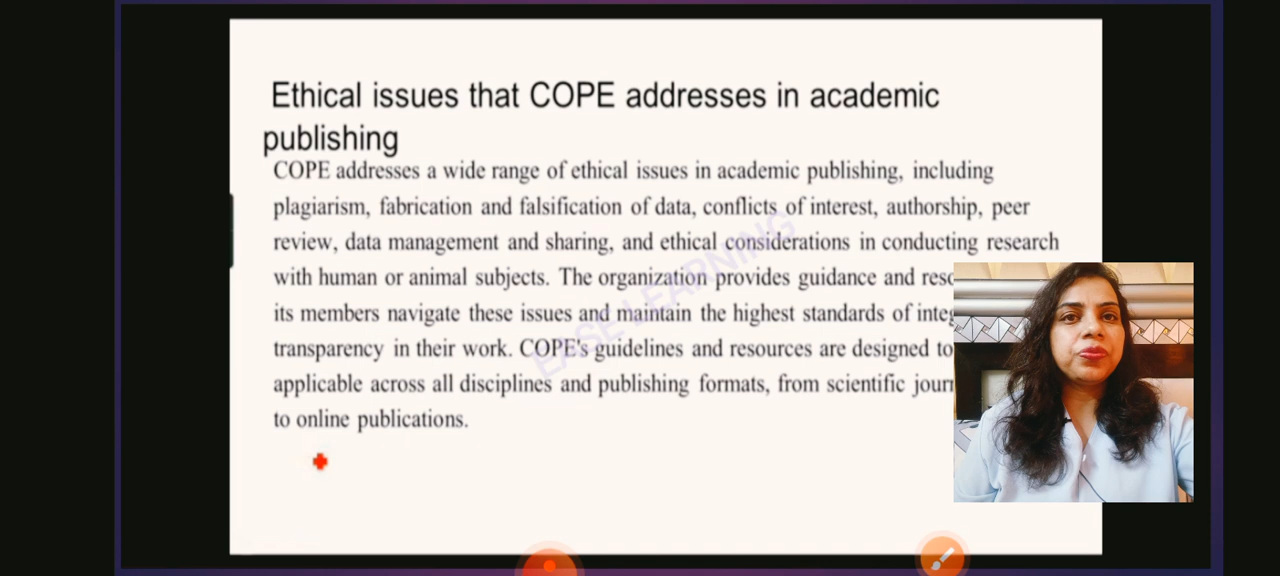 Ethical issues that COPE addresses in academic
publishing
COPE addresses a wide range of ethical issues in academic publishing, including
plagiarism, fabrication and falsification of data, conflicts of interest, authorship, peer
review, data management and sharing, and ethical considerations in conducting research
with human or animal subjects. The organization provides guidance and
its members navigate these issues and maintain the highest standards of
transparency in their work. COPE's guidelines and resources are designed to
applicable across all disciplines and publishing formats, from scientific
to online publications.
EASE LEARNING